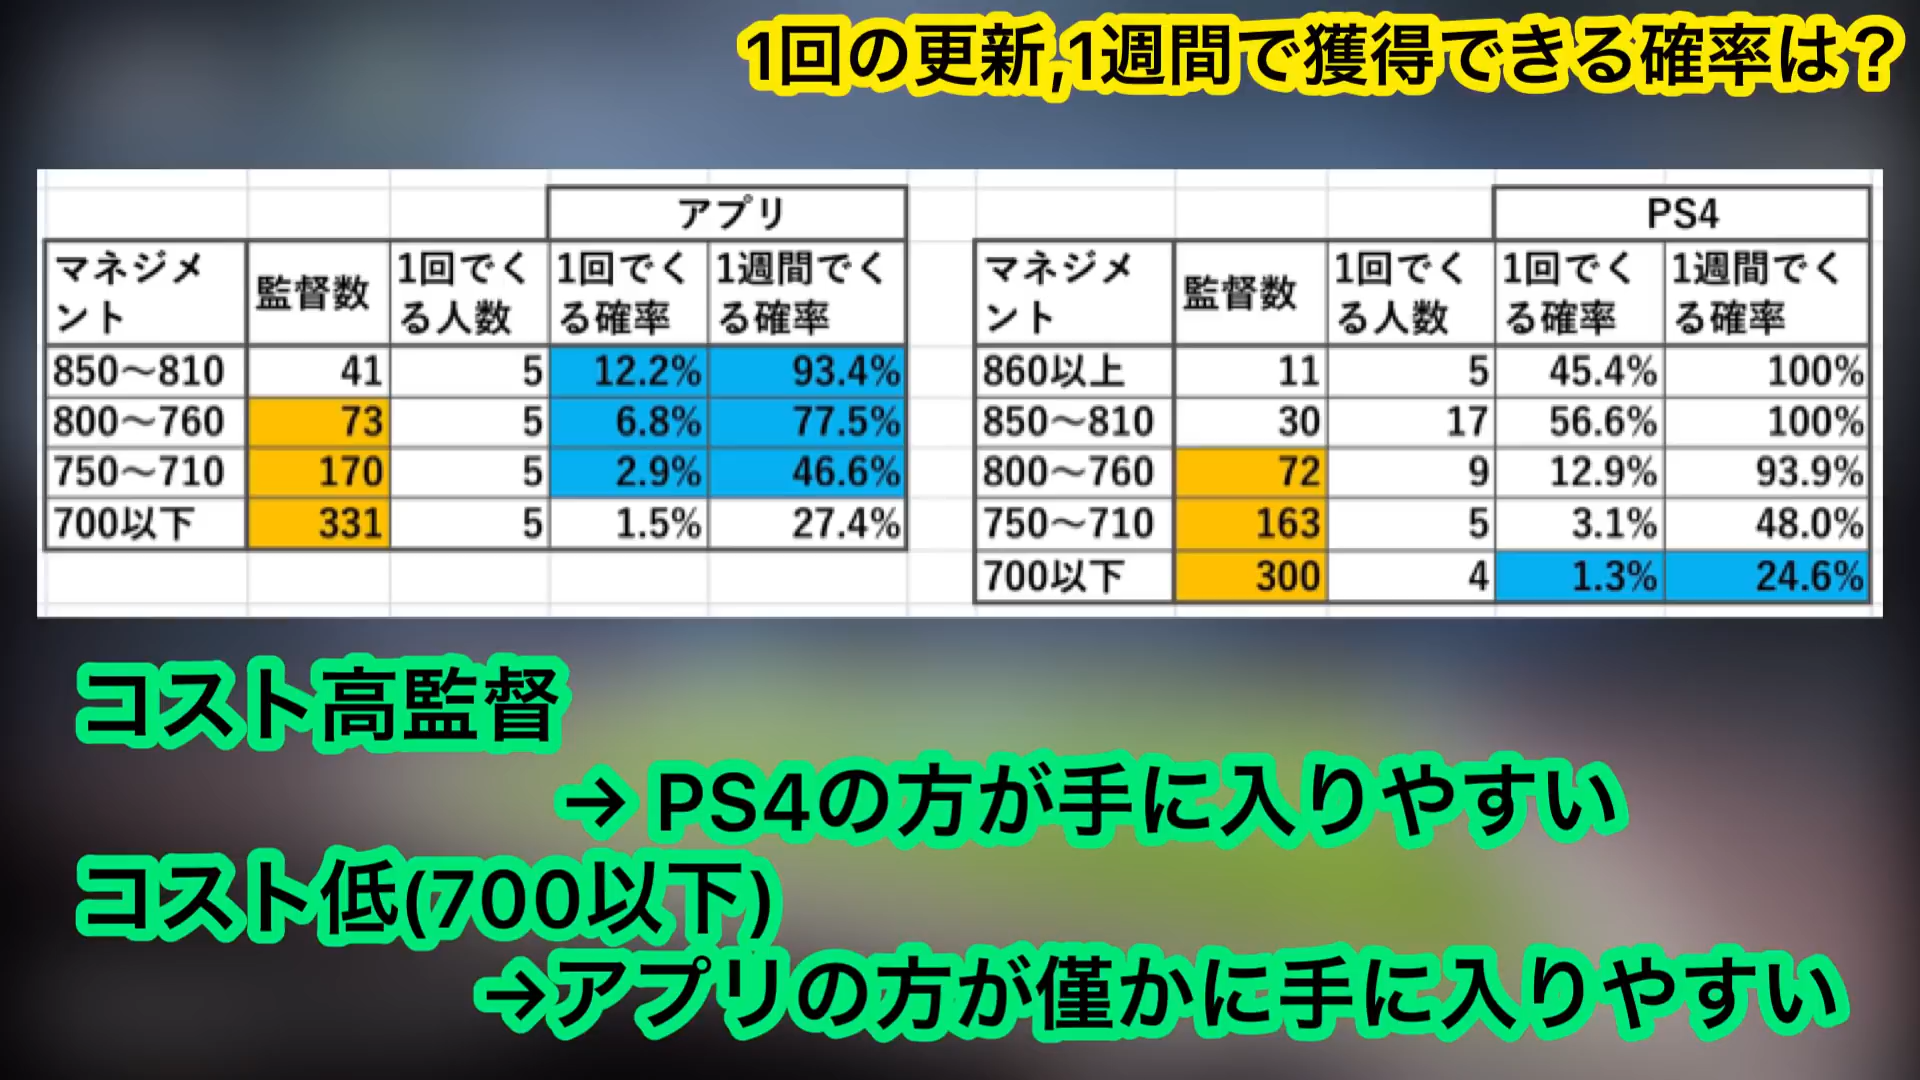 1回の更新,1週間で獲得できる確率は？
アプリ
マネジメント 監督数 1回でくる人数 1回でくる確率 1週間でくる確率
850～810 41 5 12.2% 93.4%
800～760 73 5 6.8% 77.5%
750～710 170 5 2.9% 46.6%
700以下 331 5 1.5% 27.4%
PS4
マネジメント 監督数 1回でくる人数 1回でくる確率 1週間でくる確率
860以上 11 5 45.4% 100%
850～810 30 17 56.6% 100%
800～760 72 9 12.9% 93.9%
750～710 163 5 3.1% 48.0%
700以下 300 4 1.3% 24.6%
コスト高監督
→ PS4の方が手に入りやすい
コスト低(700以下)
→アプリの方が僅かに手に入りやすい